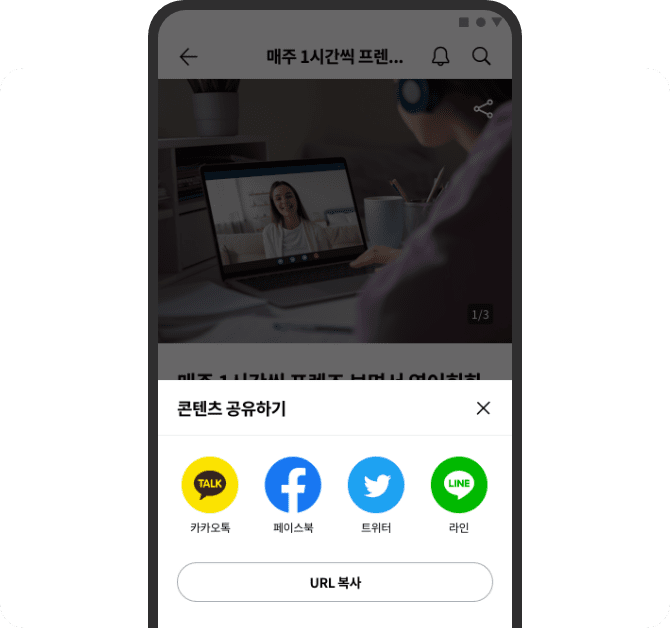 매주 1시간씩 프렌...
1/3
매주 1시간씩 프렌즈 보면서 영어회화
콘텐츠 공유하기
TALK
LINE
카카오톡
페이스북
트위터
라인
URL 복사